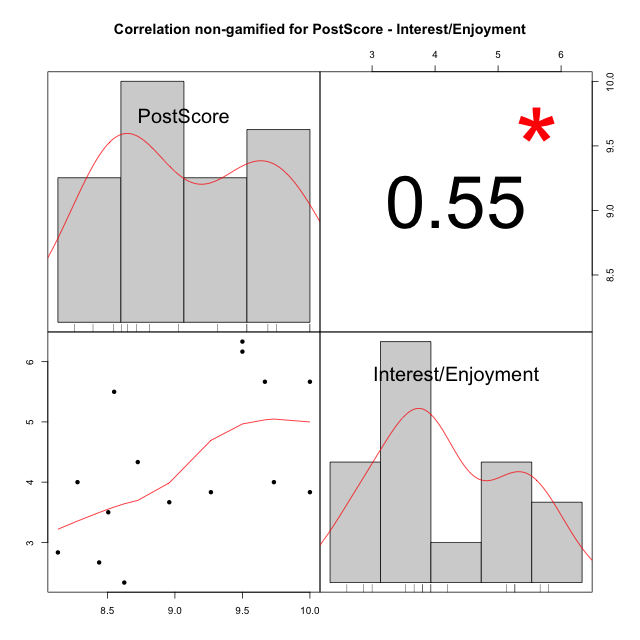 Correlation non-gamified for PostScore - Interest/Enjoyment
3 4 5 6
PostScore
*
0.55
10.0
9.5
9.0
8.5
Interest/Enjoyment
6
5
4
3
8.5 9.0 9.5 10.0